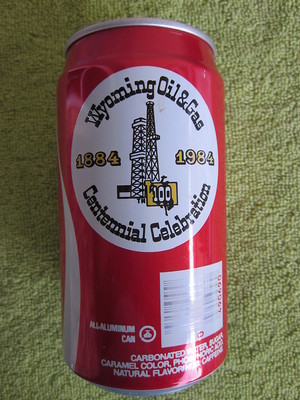 Wyoming Oil & Gas
1884 1984
100
Centennial Celebration
ALL-ALUMINUM
CAN
CARBONATED WATER, SUGAR,
CARAMEL COLOR, PHOSPHORIC ACID,
NATURAL FLAVORINGS, CAFFEINE